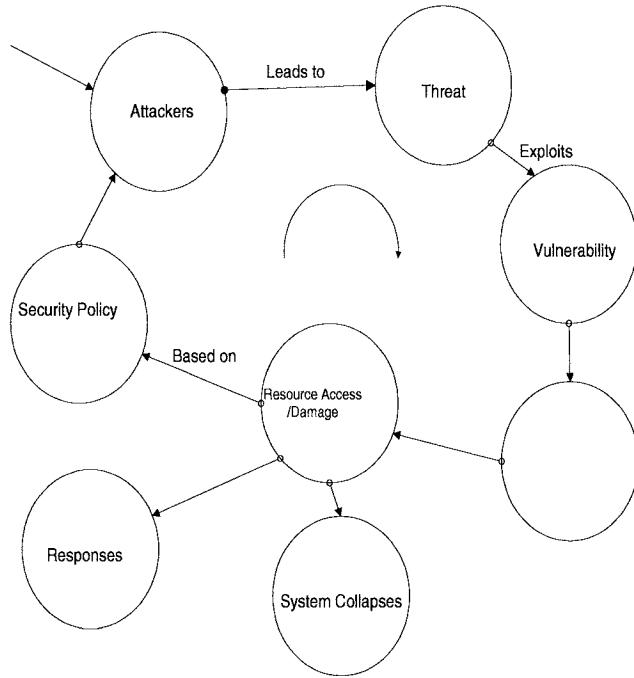 Leads to
Attackers
Threat
Exploits
Vulnerability
Security Policy
Based on
Resource Access
/Damage
Responses
System Collapses